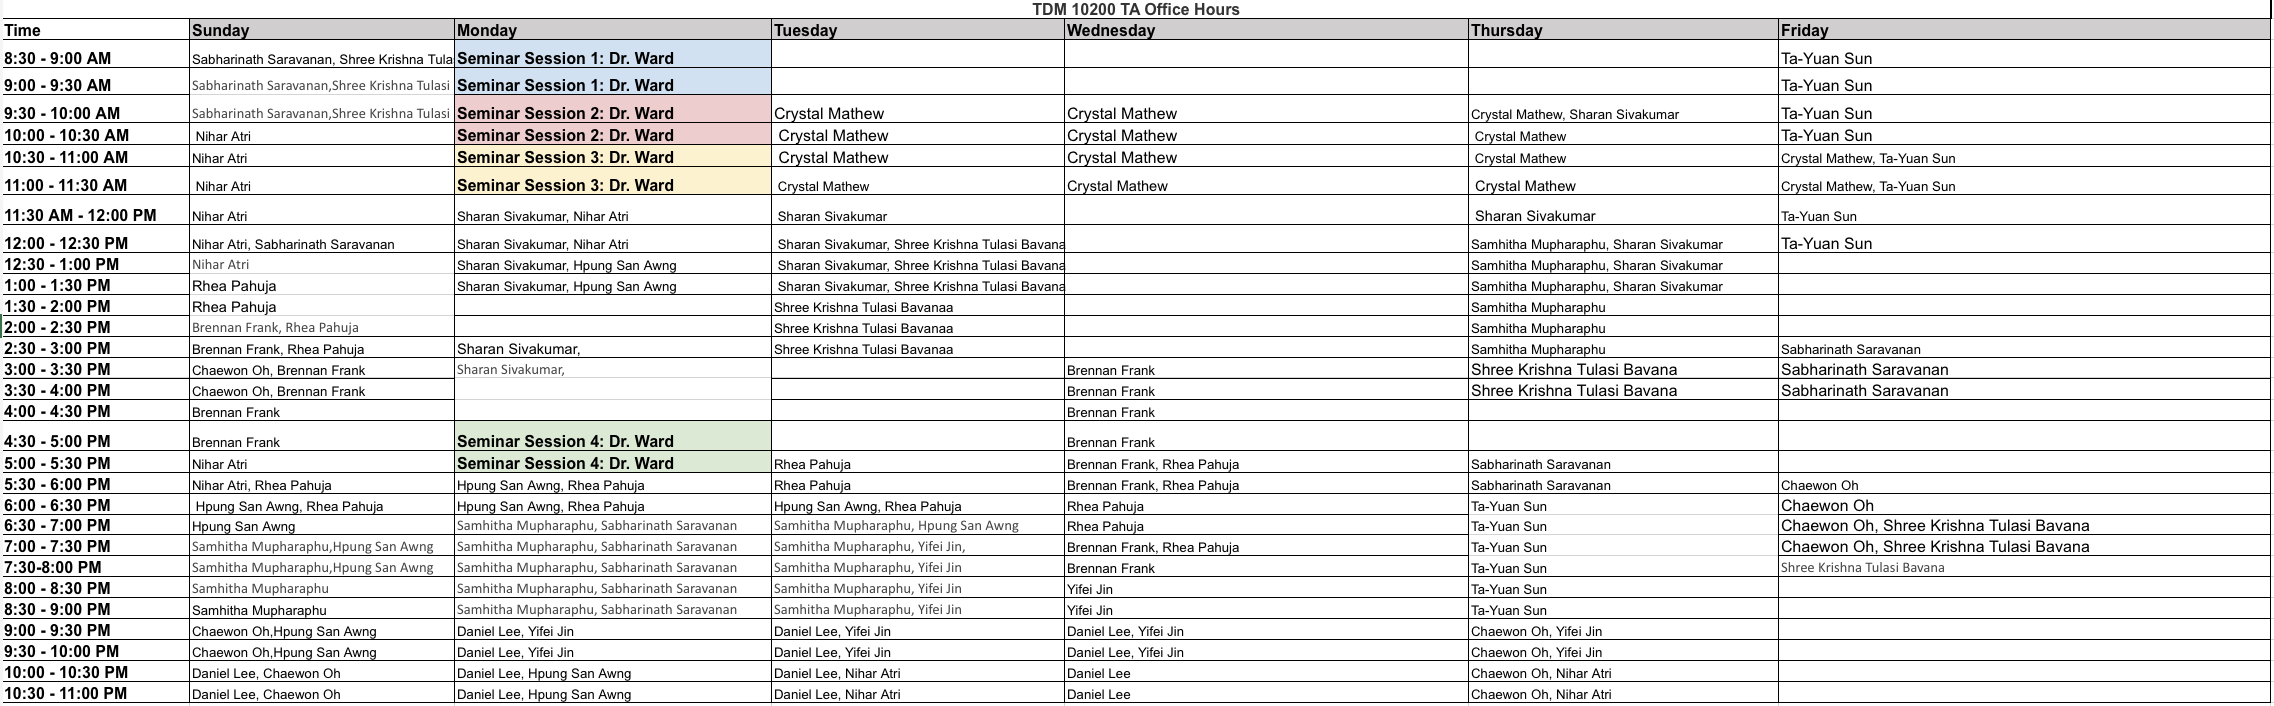 TDM 10200 TA Office Hours
Time Sunday Monday Tuesday Wednesday Thursday Friday
8:30 - 9:00 AM Sabharinath Saravanan, Shree Krishna Tula Seminar Session 1: Dr. Ward Ta-Yuan Sun
9:00 - 9:30 AM Sabharinath Saravanan,Shree Krishna Tulasi Seminar Session 1: Dr. Ward Ta-Yuan Sun
9:30 - 10:00 AM Sabharinath Saravanan,Shree Krishna Tulasi Seminar Session 2: Dr. Ward Crystal Mathew Crystal Mathew Crystal Mathew, Sharan Sivakumar Ta-Yuan Sun
10:00 - 10:30 AM Nihar Atri Seminar Session 2: Dr. Ward Crystal Mathew Crystal Mathew Crystal Mathew Ta-Yuan Sun
10:30 - 11:00 AM Nihar Atri Seminar Session 3: Dr. Ward Crystal Mathew Crystal Mathew Crystal Mathew Crystal Mathew, Ta-Yuan Sun
11:00 - 11:30 AM Nihar Atri Seminar Session 3: Dr. Ward Crystal Mathew Crystal Mathew Crystal Mathew Crystal Mathew, Ta-Yuan Sun
11:30 AM - 12:00 PM Nihar Atri Sharan Sivakumar, Nihar Atri Sharan Sivakumar Sharan Sivakumar Ta-Yuan Sun
12:00 - 12:30 PM Nihar Atri, Sabharinath Saravanan Sharan Sivakumar, Nihar Atri Sharan Sivakumar, Shree Krishna Tulasi Bavana Samhitha Mupharaphu, Sharan Sivakumar Ta-Yuan Sun
12:30 - 1:00 PM Nihar Atri Sharan Sivakumar, Hpung San Awng Sharan Sivakumar, Shree Krishna Tulasi Bavana Samhitha Mupharaphu, Sharan Sivakumar
1:00 - 1:30 PM Rhea Pahuja Sharan Sivakumar, Hpung San Awng Sharan Sivakumar, Shree Krishna Tulasi Bavana Samhitha Mupharaphu, Sharan Sivakumar
1:30 - 2:00 PM Rhea Pahuja Shree Krishna Tulasi Bavanaa Samhitha Mupharaphu
2:00 - 2:30 PM Brennan Frank, Rhea Pahuja Shree Krishna Tulasi Bavanaa Samhitha Mupharaphu
2:30 - 3:00 PM Brennan Frank, Rhea Pahuja Sharan Sivakumar, Shree Krishna Tulasi Bavanaa Samhitha Mupharaphu Sabharinath Saravanan
3:00 - 3:30 PM Chaewon Oh, Brennan Frank Sharan Sivakumar, Brennan Frank Shree Krishna Tulasi Bavana Sabharinath Saravanan
3:30 - 4:00 PM Chaewon Oh, Brennan Frank Brennan Frank Shree Krishna Tulasi Bavana Sabharinath Saravanan
4:00 - 4:30 PM Brennan Frank Brennan Frank
4:30 - 5:00 PM Brennan Frank Seminar Session 4: Dr. Ward Brennan Frank
5:00 - 5:30 PM Nihar Atri Seminar Session 4: Dr. Ward Rhea Pahuja Brennan Frank, Rhea Pahuja Sabharinath Saravanan
5:30 - 6:00 PM Nihar Atri, Rhea Pahuja Hpung San Awng, Rhea Pahuja Rhea Pahuja Brennan Frank, Rhea Pahuja Sabharinath Saravanan Chaewon Oh
6:00 - 6:30 PM Hpung San Awng, Rhea Pahuja Hpung San Awng, Rhea Pahuja Hpung San Awng, Rhea Pahuja Rhea Pahuja Ta-Yuan Sun Chaewon Oh
6:30 - 7:00 PM Hpung San Awng Samhitha Mupharaphu, Sabharinath Saravanan Samhitha Mupharaphu, Hpung San Awng Rhea Pahuja Ta-Yuan Sun Chaewon Oh, Shree Krishna Tulasi Bavana
7:00 - 7:30 PM Samhitha Mupharaphu,Hpung San Awng Samhitha Mupharaphu, Sabharinath Saravanan Samhitha Mupharaphu, Yifei Jin, Brennan Frank, Rhea Pahuja Ta-Yuan Sun Chaewon Oh, Shree Krishna Tulasi Bavana
7:30-8:00 PM Samhitha Mupharaphu,Hpung San Awng Samhitha Mupharaphu, Sabharinath Saravanan Samhitha Mupharaphu, Yifei Jin Brennan Frank Ta-Yuan Sun Shree Krishna Tulasi Bavana
8:00 - 8:30 PM Samhitha Mupharaphu Samhitha Mupharaphu, Sabharinath Saravanan Samhitha Mupharaphu, Yifei Jin Yifei Jin Ta-Yuan Sun
8:30 - 9:00 PM Samhitha Mupharaphu Samhitha Mupharaphu, Sabharinath Saravanan Samhitha Mupharaphu, Yifei Jin Yifei Jin Ta-Yuan Sun
9:00 - 9:30 PM Chaewon Oh,Hpung San Awng Daniel Lee, Yifei Jin Daniel Lee, Yifei Jin Daniel Lee, Yifei Jin Chaewon Oh, Yifei Jin
9:30 - 10:00 PM Chaewon Oh,Hpung San Awng Daniel Lee, Yifei Jin Daniel Lee, Yifei Jin Daniel Lee, Yifei Jin Chaewon Oh, Yifei Jin
10:00 - 10:30 PM Daniel Lee, Chaewon Oh Daniel Lee, Hpung San Awng Daniel Lee, Nihar Atri Daniel Lee Chaewon Oh, Nihar Atri
10:30 - 11:00 PM Daniel Lee, Chaewon Oh Daniel Lee, Hpung San Awng Daniel Lee, Nihar Atri Daniel Lee Chaewon Oh, Nihar Atri